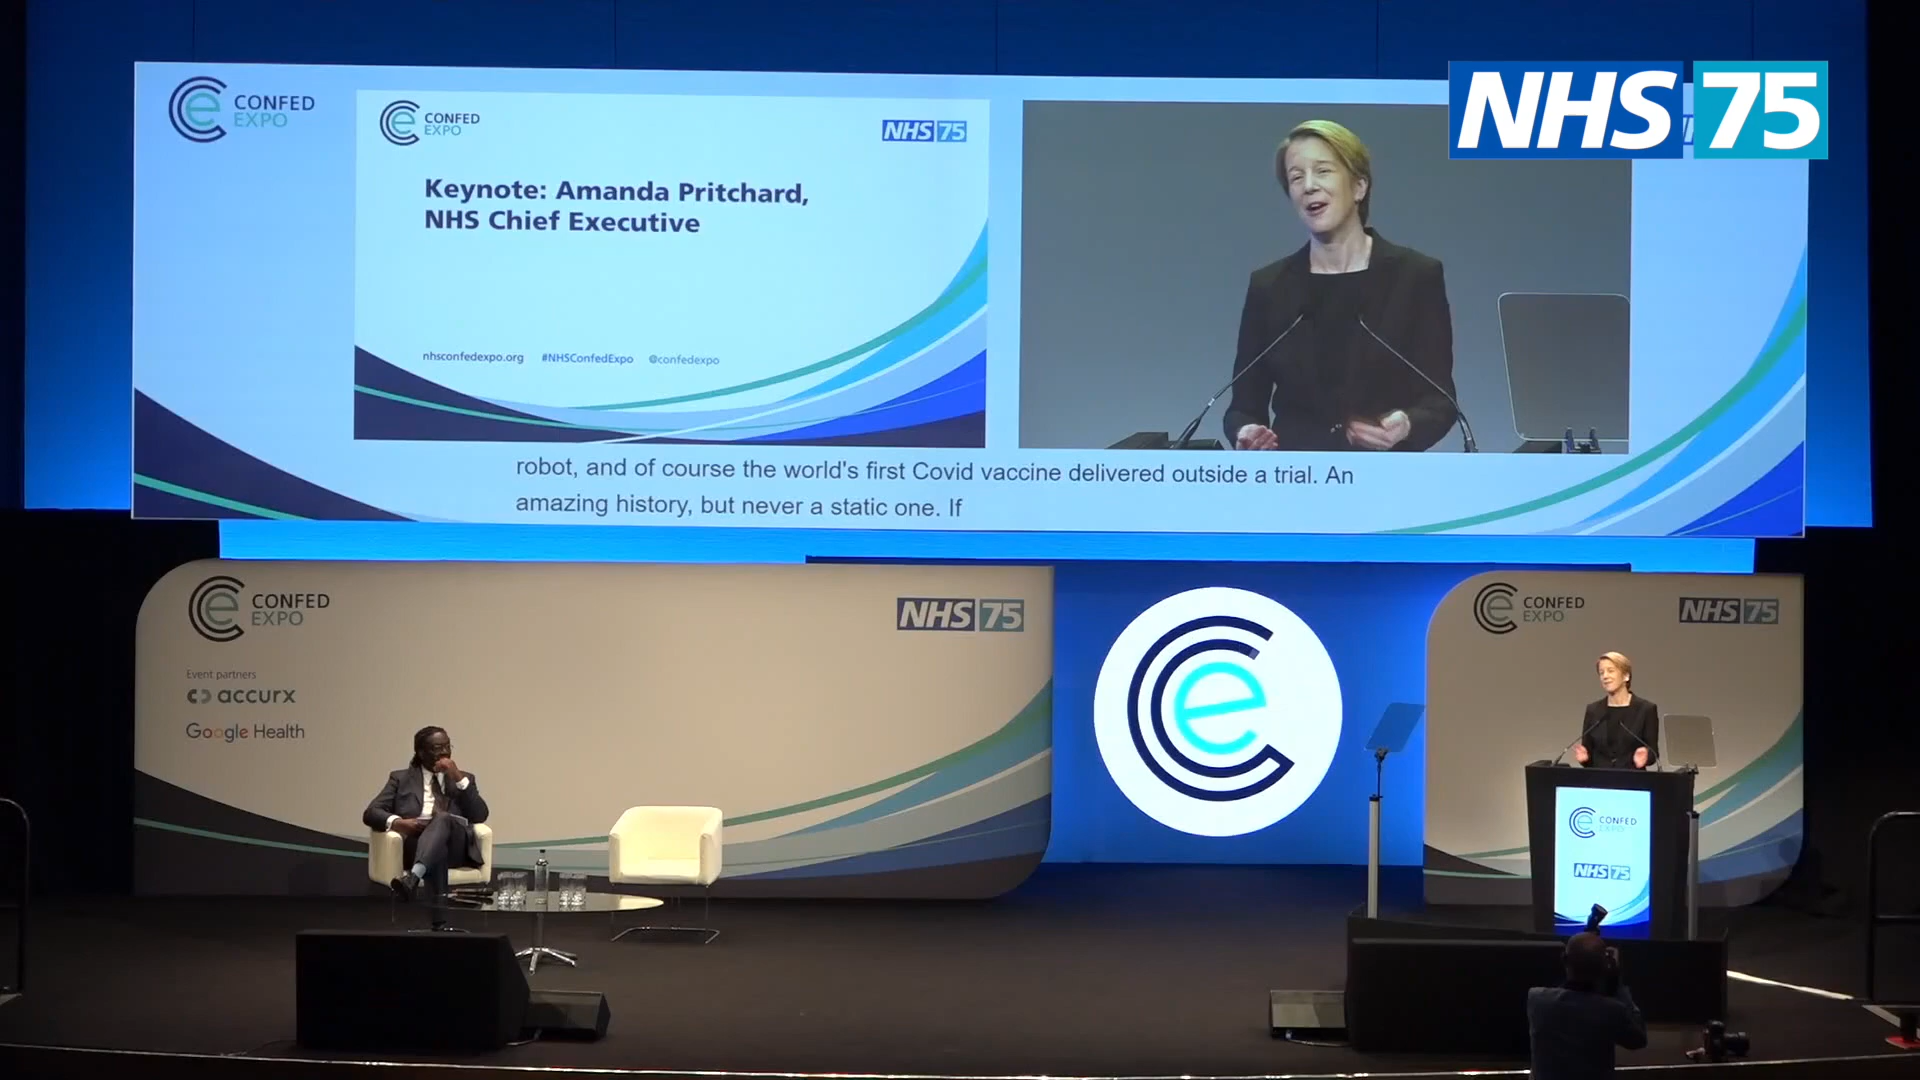 NHS 75
CONFED
EXPO
CONFED
EXPO
NHS 75
Keynote: Amanda Pritchard,
NHS Chief Executive
nhsconfedexpo.org #NHSConfedExpo @confedexpo
robot, and of course the world's first Covid vaccine delivered outside a trial. An
amazing history, but never a static one. If
CONFED
EXPO
NHS 75
Event partners
accurx
Google Health
CONFED
EXPO
NHS 75
CONFED
EXPO
NHS 75